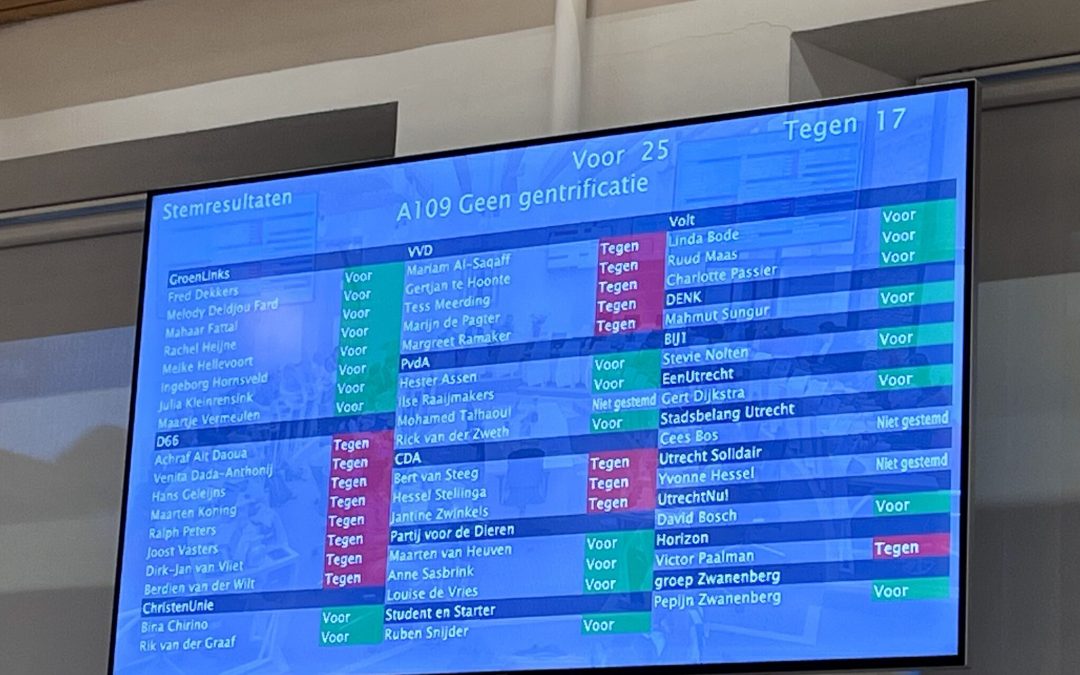 Stemresultaten
Voor 25
Tegen 17
A109 Geen gentrificatie
GroenLinks
Fred Dekkers Voor
Melody Deldjou Fard Voor
Mahaar Fattal Voor
Rachel Heijne Voor
Meike Hellevoort Voor
Ingeborg Hornsveld Voor
Julia Kleinrensink Voor
Maartje Vermeulen Voor
D66
Achraf Ait Daoua Tegen
Venita Dada-Anthonij Tegen
Hans Geleijns Tegen
Maarten Koning Tegen
Ralph Peters Tegen
Joost Vasters Tegen
Dirk-Jan van Vliet Tegen
Berdien van der Wilt Tegen
ChristenUnie
Bina Chirino Voor
Rik van der Graaf Voor
VVD
Mariam Al-Saqaff Tegen
Gertjan te Hoonte Tegen
Tess Meerding Tegen
Marijn de Pagter Tegen
Margreet Ramaker Tegen
PvdA
Hester Assen Voor
Ilse Raaijmakers Voor
Mohamed Talhaoui Niet gestemd
Rick van der Zweth Voor
CDA
Bert van Steeg Tegen
Hessel Stellinga Tegen
Jantine Zwinkels Tegen
Partij voor de Dieren
Maarten van Heuven Voor
Anne Sasbrink Voor
Louise de Vries Voor
Student en Starter
Ruben Snijder Voor
Volt
Linda Bode Voor
Ruud Maas Voor
Charlotte Passier Voor
DENK
Mahmut Sungur Voor
BIJ1
Stevie Nolten Voor
EenUtrecht
Gert Dijkstra Voor
Stadsbelang Utrecht
Cees Bos Niet gestemd
Utrecht Solidair
Yvonne Hessel Niet gestemd
UtrechtNu!
David Bosch Voor
Horizon
Victor Paalman Tegen
groep Zwanenberg
Pepijn Zwanenberg Voor